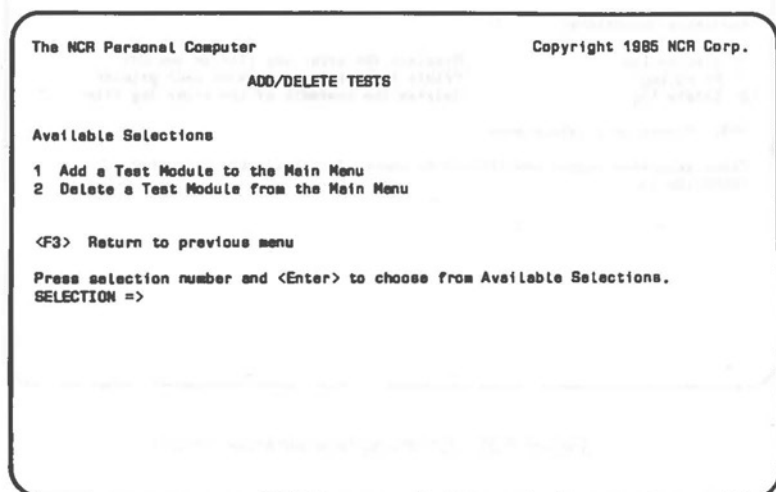 The NCR Personal Computer Copyright 1985 NCR Corp.
ADD/DELETE TESTS
Available Selections
1 Add a Test Module to the Main Menu
2 Delete a Test Module from the Main Menu
<F3> Return to previous menu
Press selection number and <Enter> to choose from Available Selections.
SELECTION =>